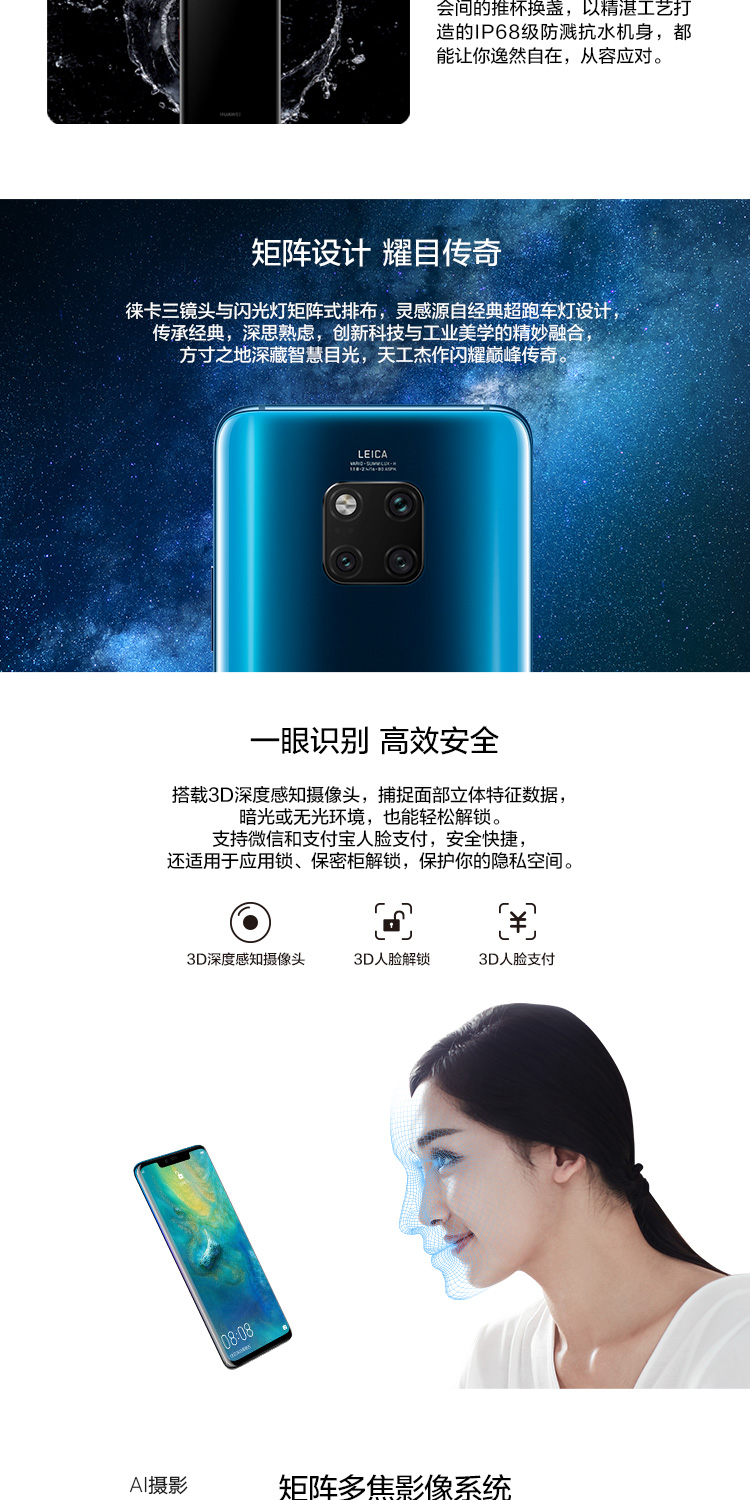 会间的推杯换盏，以精湛工艺打
造的IP68级防溅抗水机身，都
能让你逸然自在，从容应对。
HUAWEI
矩阵设计 耀目传奇
徕卡三镜头与闪光灯矩阵式排布，灵感源自经典超跑车灯设计，
传承经典，深思熟虑，创新科技与工业美学的精妙融合，
方寸之地深藏智慧目光，天工杰作闪耀巅峰传奇。
LEICA
VARIO-SUMMILUX-H
1:1.8-2.4/16-80 ASPH.
一眼识别 高效安全
搭载3D深度感知摄像头，捕捉面部立体特征数据，
暗光或无光环境，也能轻松解锁。
支持微信和支付宝人脸支付，安全快捷，
还适用于应用锁、保密柜解锁，保护你的隐私空间。
3D深度感知摄像头
3D人脸解锁
3D人脸支付
08:08
AI摄影
矩阵多焦影像系统